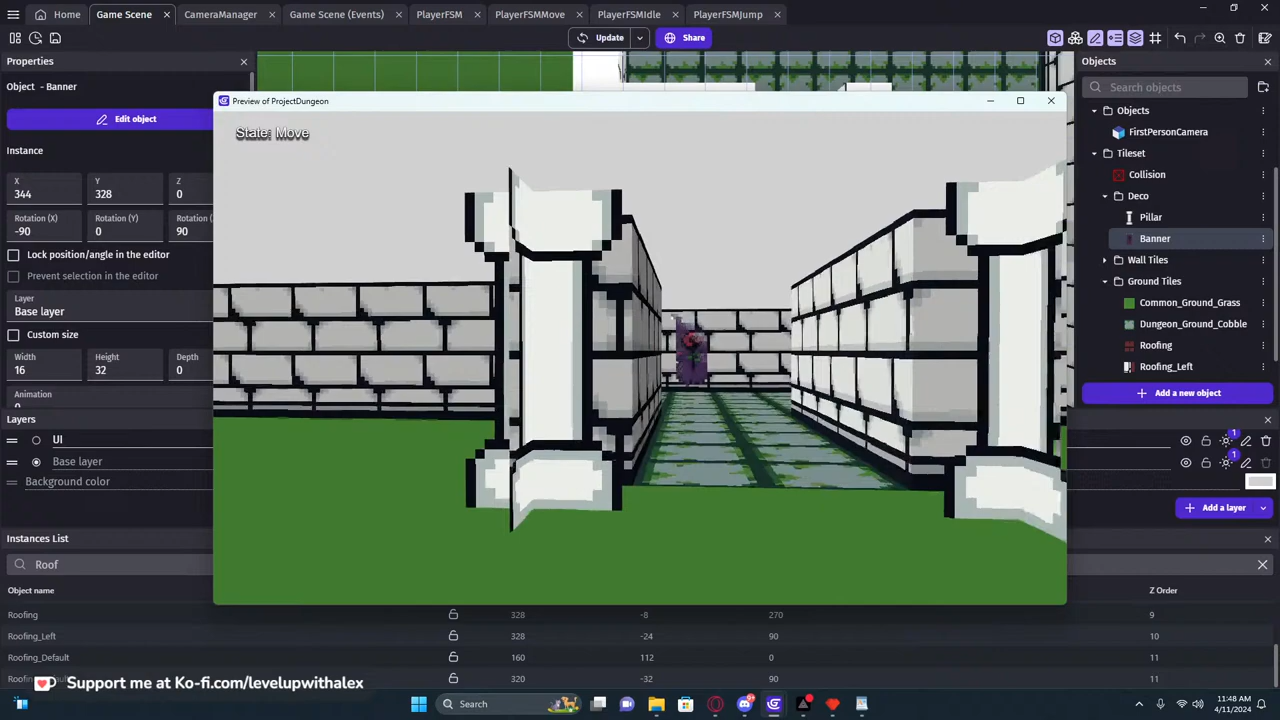 Home
Game Scene
CameraManager
Game Scene (Events)
PlayerFSM
PlayerFSMMove
PlayerFSMIdle
PlayerFSMJump
Update
Share
Properties
Object - Banner
Edit object
Instance
X
344
Y
328
Z
0
Rotation (X)
-90
Rotation (Y)
0
Rotation (
90
Lock position/angle in the editor
Prevent selection in the editor
Layer
Base layer
Custom size
Width
16
Height
32
Depth
0
Animation
Layers
UI
Base layer
Background color
Preview of ProjectDungeon
State: Move
Objects
Search objects
Objects
FirstPersonCamera
Tileset
Collision
Deco
Pillar
Banner
Wall Tiles
Ground Tiles
Common_Ground_Grass
Dungeon_Ground_Cobble
Roofing
Roofing_Left
Add a new object
1
1
Add a layer
Instances List
Roof
Object name
Z Order
Roofing 328 -8 270 9
Roofing_Left 328 -24 90 10
Roofing_Default 160 112 0 11
320 -32 90 11
Support me at Ko-fi.com/levelupwithalex
Search
11:48 AM
4/11/2024